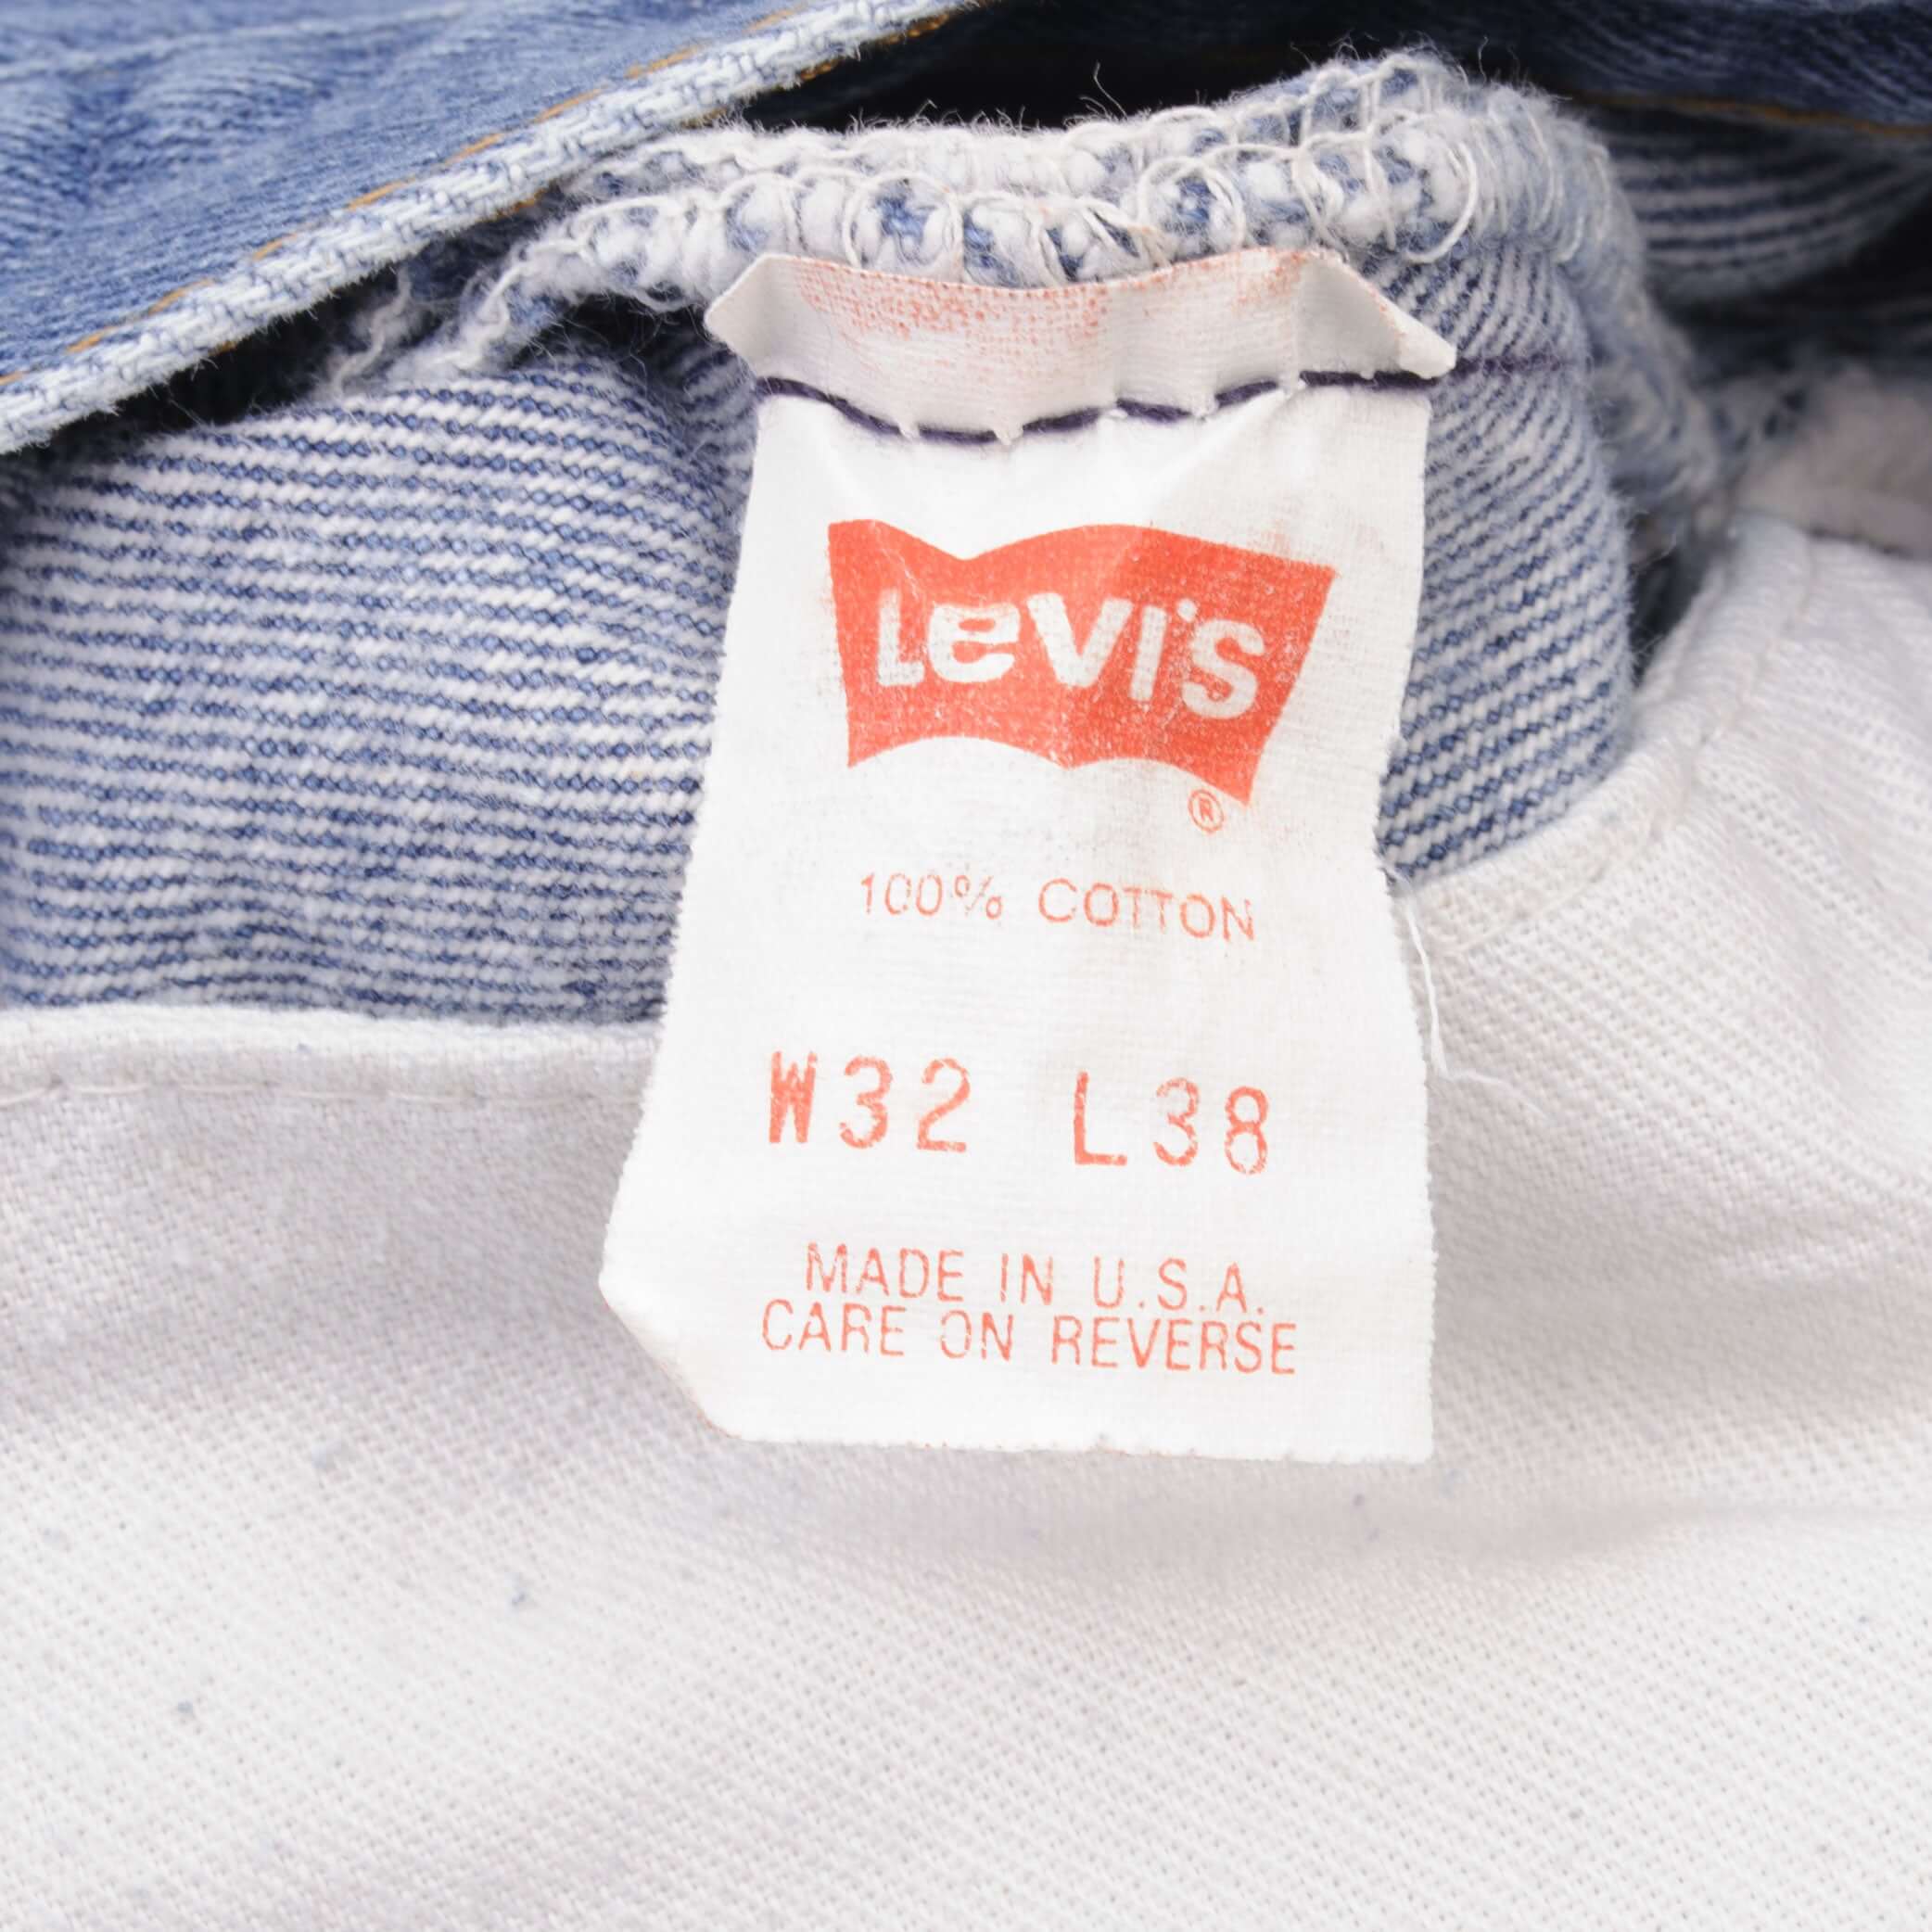 LeVI'S
®
100% COTTON
W32 L38
MADE IN U.S.A.
CARE ON REVERSE